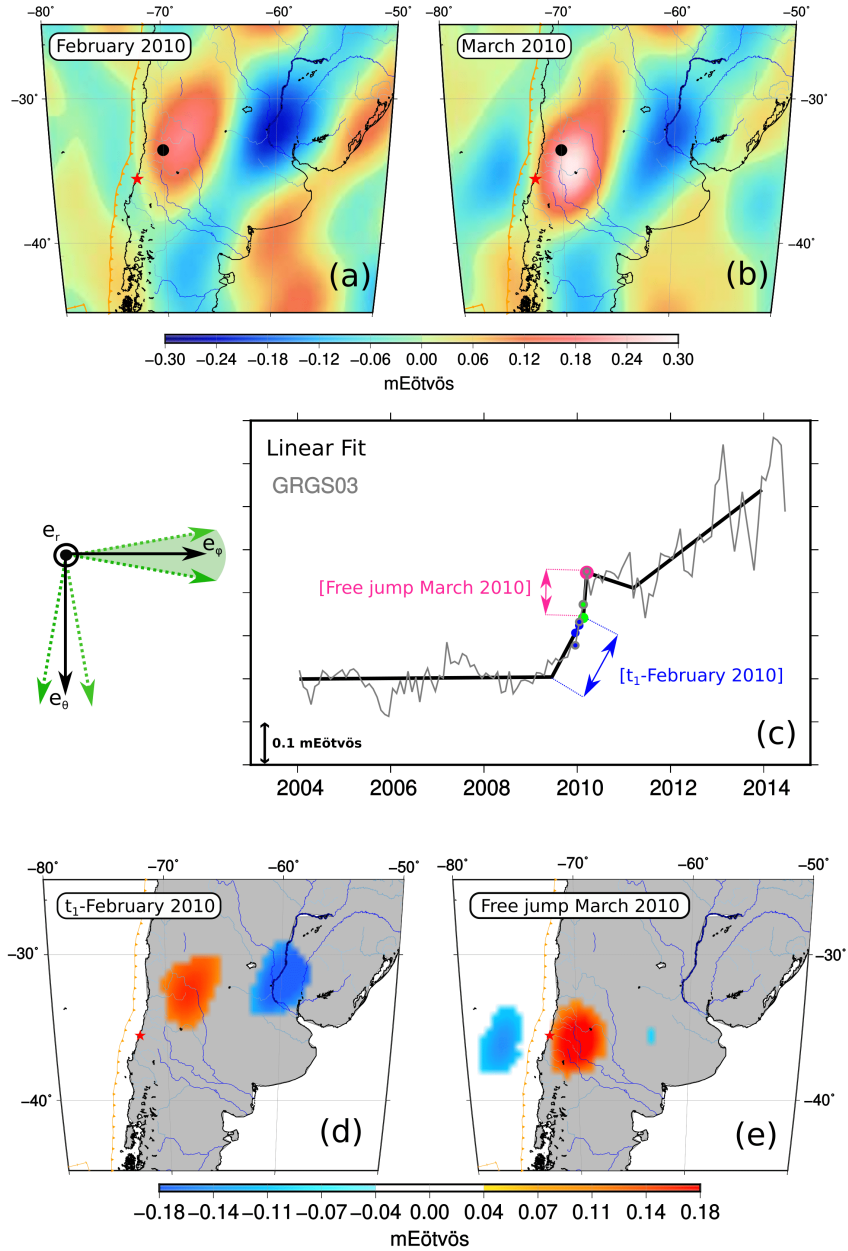 −80° −70° −60° −50° −80° −70° −60° −50°
February 2010
March 2010
−30° −30°
−40° −40°
(a)
(b)
−0.30 −0.24 −0.18 −0.12 −0.06 0.00 0.06 0.12 0.18 0.24 0.30
mEötvös
Linear Fit
GRGS03
[Free jump March 2010]
[t₁-February 2010]
0.1 mEötvös
(c)
2004 2006 2008 2010 2012 2014
eᵣ
eᵩ
e_θ
−80° −70° −60° −50° −80° −70° −60° −50°
t₁-February 2010
Free jump March 2010
−30° −30°
−40° −40°
(d)
(e)
−0.18 −0.14 −0.11 −0.07 −0.04 0.00 0.04 0.07 0.11 0.14 0.18
mEötvös